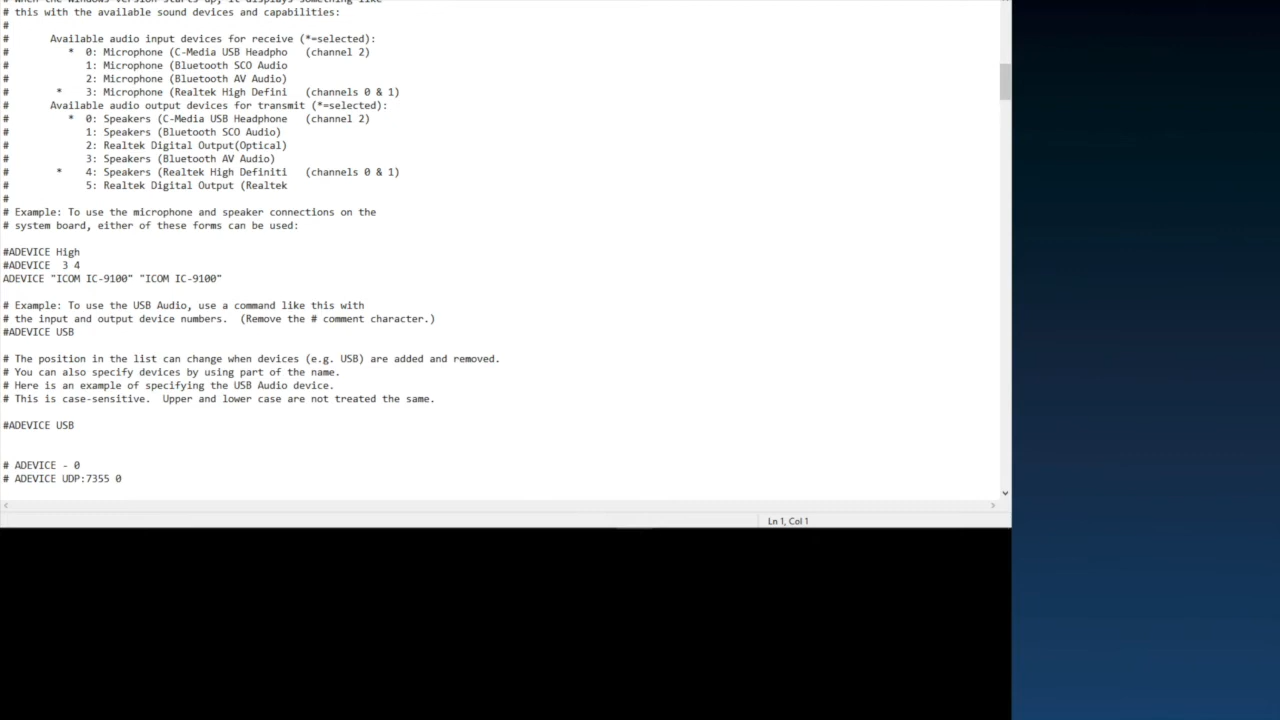 # When the Windows version starts up, it displays something like
# this with the available sound devices and capabilities:
#
#       Available audio input devices for receive (*=selected):
#          *  0: Microphone (C-Media USB Headpho   (channel 2)
#             1: Microphone (Bluetooth SCO Audio
#             2: Microphone (Bluetooth AV Audio)
#        *    3: Microphone (Realtek High Defini   (channels 0 & 1)
#       Available audio output devices for transmit (*=selected):
#          *  0: Speakers (C-Media USB Headphone   (channel 2)
#             1: Speakers (Bluetooth SCO Audio)
#             2: Realtek Digital Output(Optical)
#             3: Speakers (Bluetooth AV Audio)
#        *    4: Speakers (Realtek High Definiti   (channels 0 & 1)
#             5: Realtek Digital Output (Realtek
#
# Example: To use the microphone and speaker connections on the
# system board, either of these forms can be used:
#ADEVICE High
#ADEVICE  3 4
ADEVICE "ICOM IC-9100" "ICOM IC-9100"
# Example: To use the USB Audio, use a command like this with
# the input and output device numbers.  (Remove the # comment character.)
#ADEVICE USB
# The position in the list can change when devices (e.g. USB) are added and removed.
# You can also specify devices by using part of the name.
# Here is an example of specifying the USB Audio device.
# This is case-sensitive.  Upper and lower case are not treated the same.
#ADEVICE USB
# ADEVICE - 0
# ADEVICE UDP:7355 0
Ln 1, Col 1